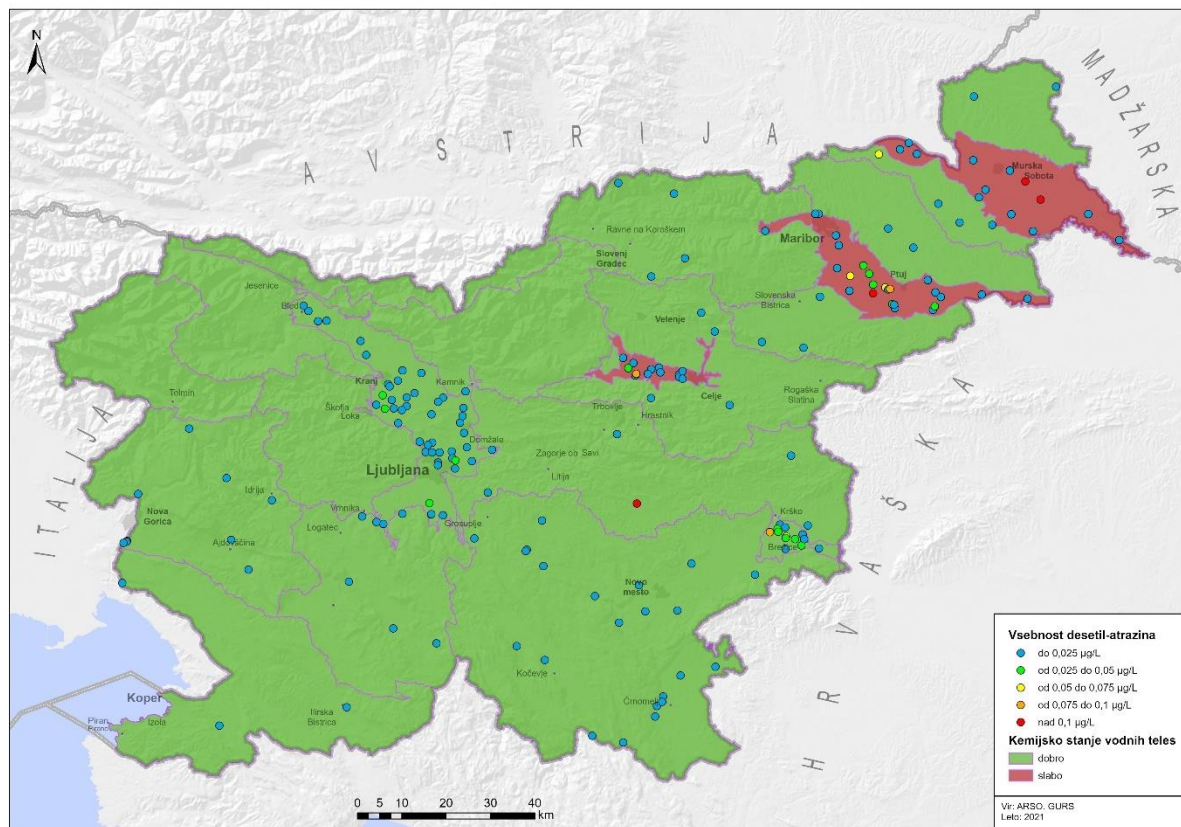 N
A V S T R I J A
M A D Ž A R S K A
Murska
Sobota
Ravne na Koroškem
Maribor
Slovenj
Gradec
Ptuj
Jesenice
Bled
Slovenska
Bistrica
Velenje
Kranj
Kamnik
Rogaška
Slatina
Tolmin
Škofja
Loka
Celje
Trbovlje
Hrastnik
I T A L I J A
Domžale
Zagorje ob Savi
Ljubljana
Litija
Idrija
Nova
Gorica
Vrhnika
Logatec
Grosuplje
Krško
Brežice
Ajdovščina
Novo
mesto
H R V A Š K A
Kočevje
Koper
Črnomelj
Piran
Izola
Ilirska
Bistrica
0 5 10 20 30 40
km
Vsebnost desetil-atrazina
do 0,025 µg/L
od 0,025 do 0,05 µg/L
od 0,05 do 0,075 µg/L
od 0,075 do 0,1 µg/L
nad 0,1 µg/L
Kemijsko stanje vodnih teles
dobro
slabo
Vir: ARSO, GURS
Leto: 2021